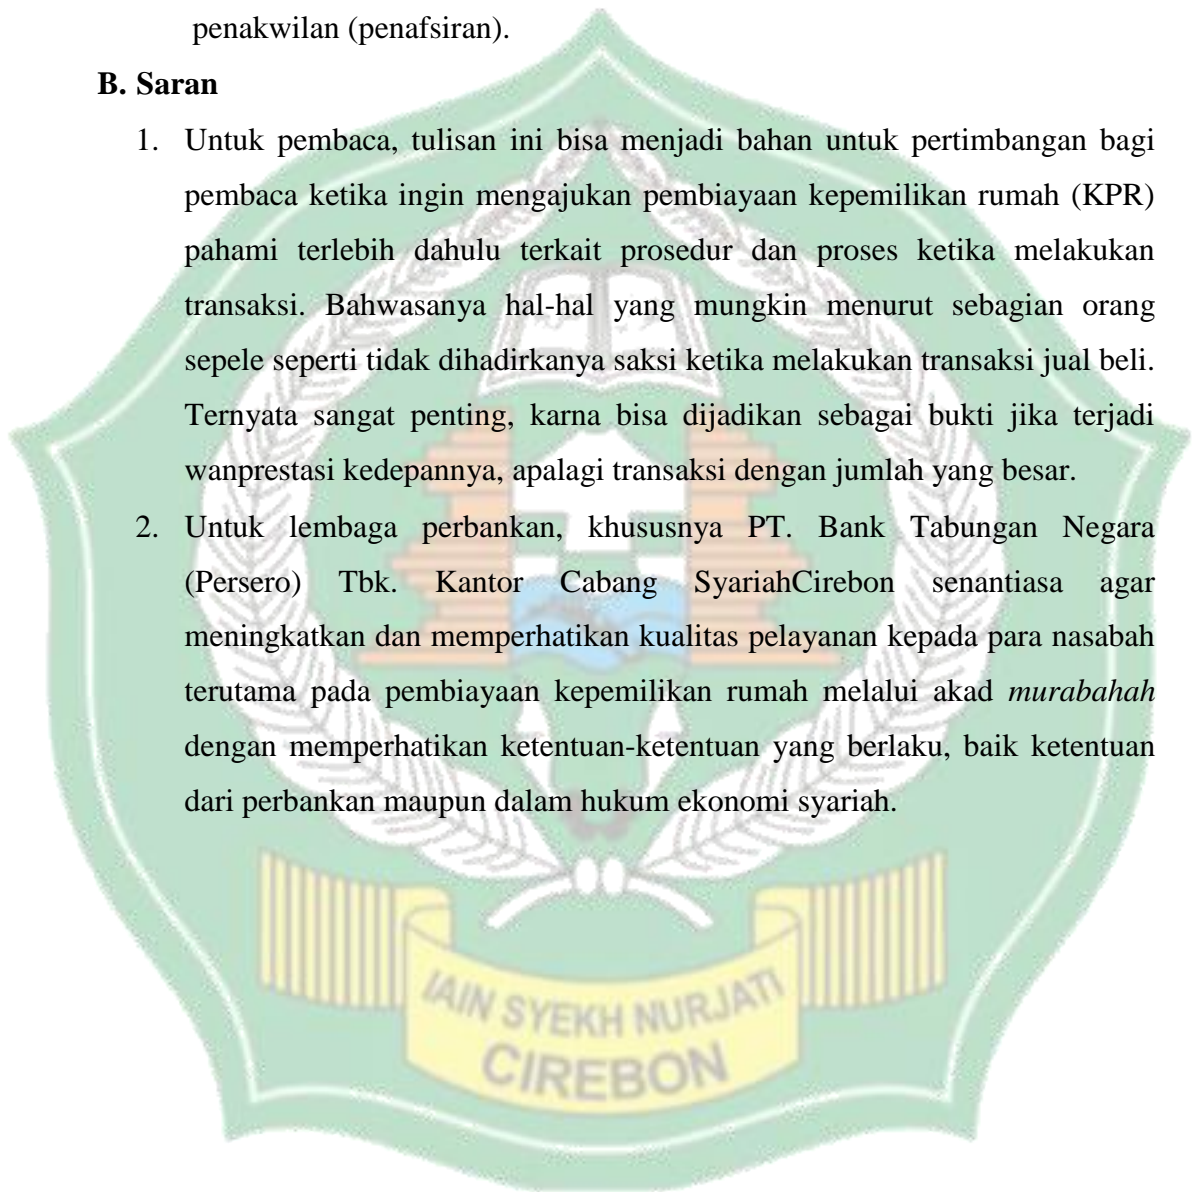 penakwilan (penafsiran).
B. Saran
1. Untuk pembaca, tulisan ini bisa menjadi bahan untuk pertimbangan bagi
pembaca ketika ingin mengajukan pembiayaan kepemilikan rumah (KPR)
pahami terlebih dahulu terkait prosedur dan proses ketika melakukan
transaksi. Bahwasanya hal-hal yang mungkin menurut sebagian orang
sepele seperti tidak dihadirkanya saksi ketika melakukan transaksi jual beli.
Ternyata sangat penting, karna bisa dijadikan sebagai bukti jika terjadi
wanprestasi kedepannya, apalagi transaksi dengan jumlah yang besar.
2. Untuk lembaga perbankan, khususnya PT. Bank Tabungan Negara
(Persero) Tbk. Kantor Cabang SyariahCirebon senantiasa agar
meningkatkan dan memperhatikan kualitas pelayanan kepada para nasabah
terutama pada pembiayaan kepemilikan rumah melalui akad murabahah
dengan memperhatikan ketentuan-ketentuan yang berlaku, baik ketentuan
dari perbankan maupun dalam hukum ekonomi syariah.
IAIN SYEKH NURJATI
CIREBON